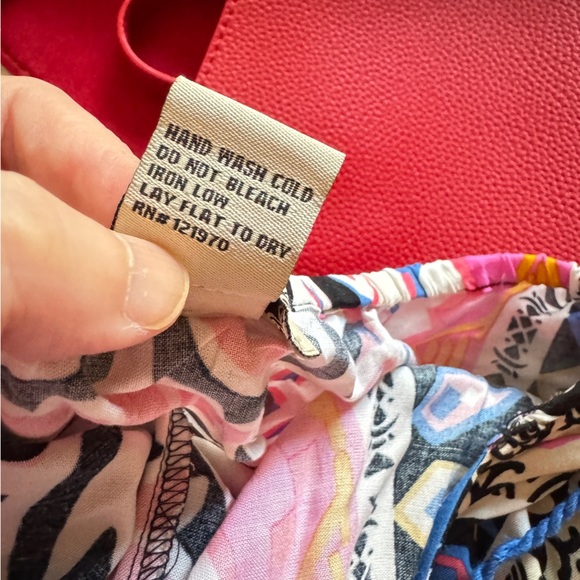 HAND WASH COLD
DO NOT BLEACH
IRON LOW
LAY FLAT TO DRY
RN# 121970